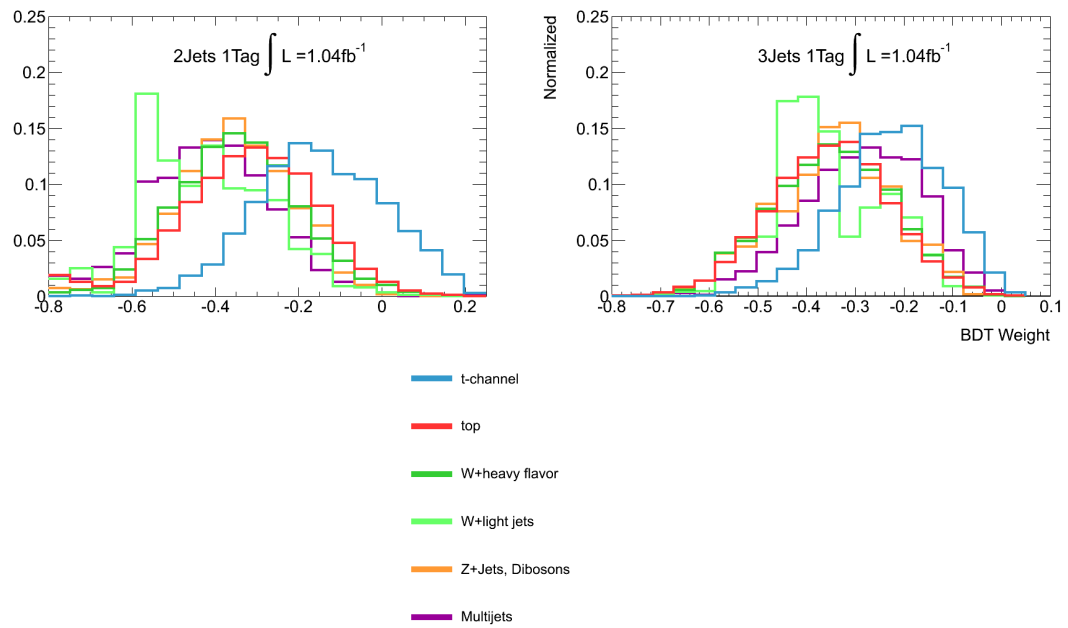 2Jets 1Tag ∫ L =1.04fb-1
0.25
0.2
0.15
0.1
0.05
0
-0.8 -0.6 -0.4 -0.2 0 0.2
Normalized
3Jets 1Tag ∫ L =1.04fb-1
0.25
0.2
0.15
0.1
0.05
0
-0.8 -0.7 -0.6 -0.5 -0.4 -0.3 -0.2 -0.1 0 0.1
BDT Weight
t-channel
top
W+heavy flavor
W+light jets
Z+Jets, Dibosons
Multijets